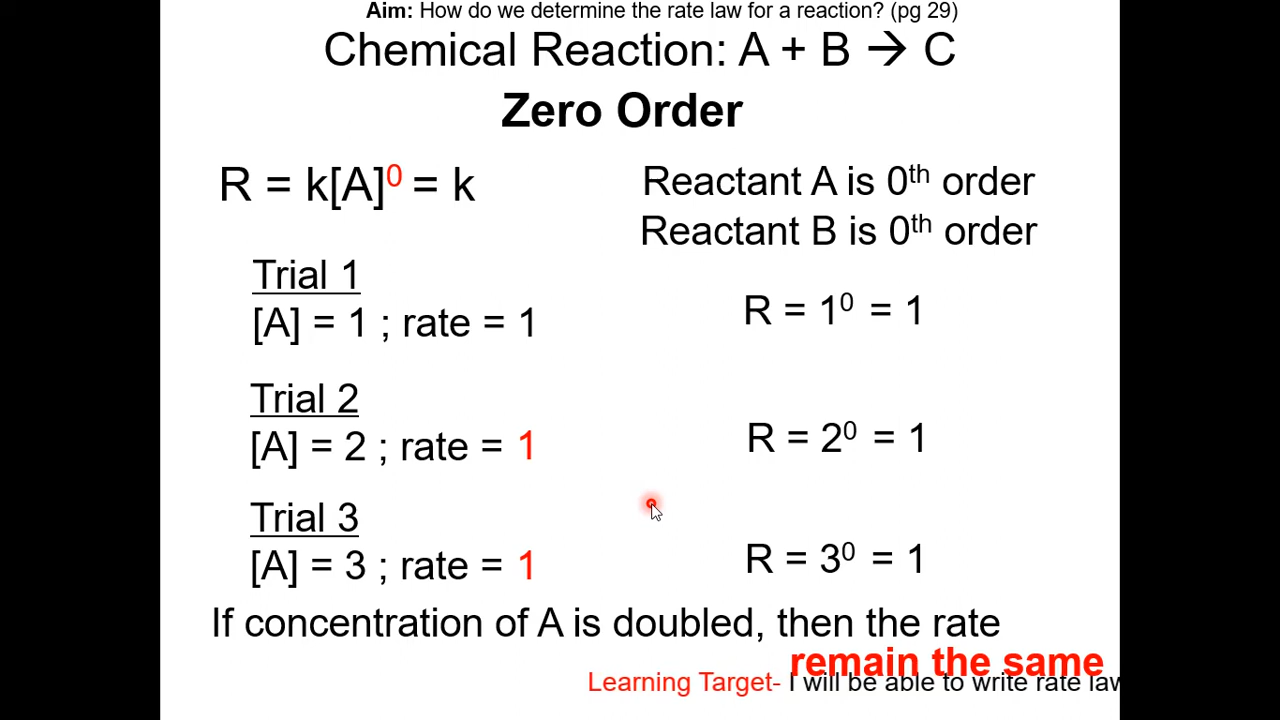 Aim: How do we determine the rate law for a reaction? (pg 29)
Chemical Reaction: A + B → C
Zero Order
R = k[A]⁰ = k
Reactant A is 0ᵗʰ order
Reactant B is 0ᵗʰ order
Trial 1
[A] = 1 ; rate = 1
R = 1⁰ = 1
Trial 2
[A] = 2 ; rate = 1
R = 2⁰ = 1
Trial 3
[A] = 3 ; rate = 1
R = 3⁰ = 1
If concentration of A is doubled, then the rate
remain the same
Learning Target- I will be able to write rate law